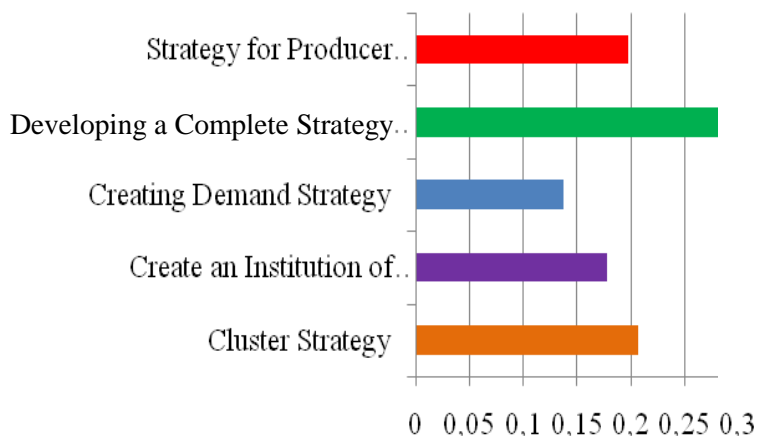 Strategy for Producer..
Developing a Complete Strategy..
Creating Demand Strategy
Create an Institution of..
Cluster Strategy
0 0,05 0,1 0,15 0,2 0,25 0,3